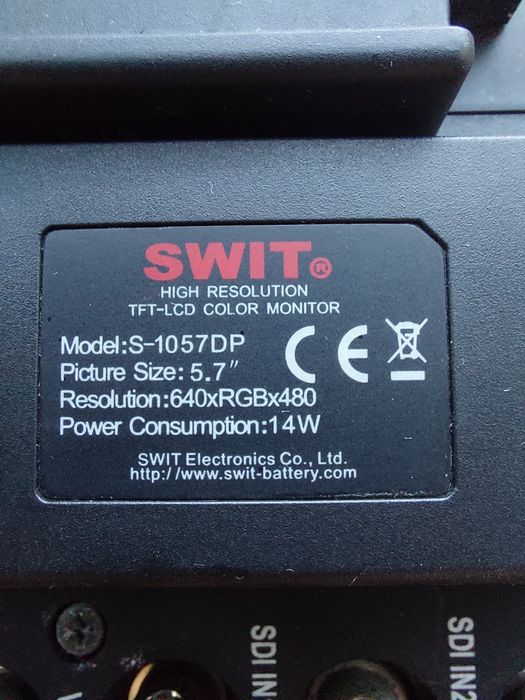 SWIT®
HIGH RESOLUTION
TFT-LCD COLOR MONITOR
Model:S-1057DP
Picture Size: 5.7"
Resolution:640xRGBx480
Power Consumption:14W
CE
SWIT Electronics Co., Ltd.
http://www.swit-battery.com
SDI IN
SDI IN2